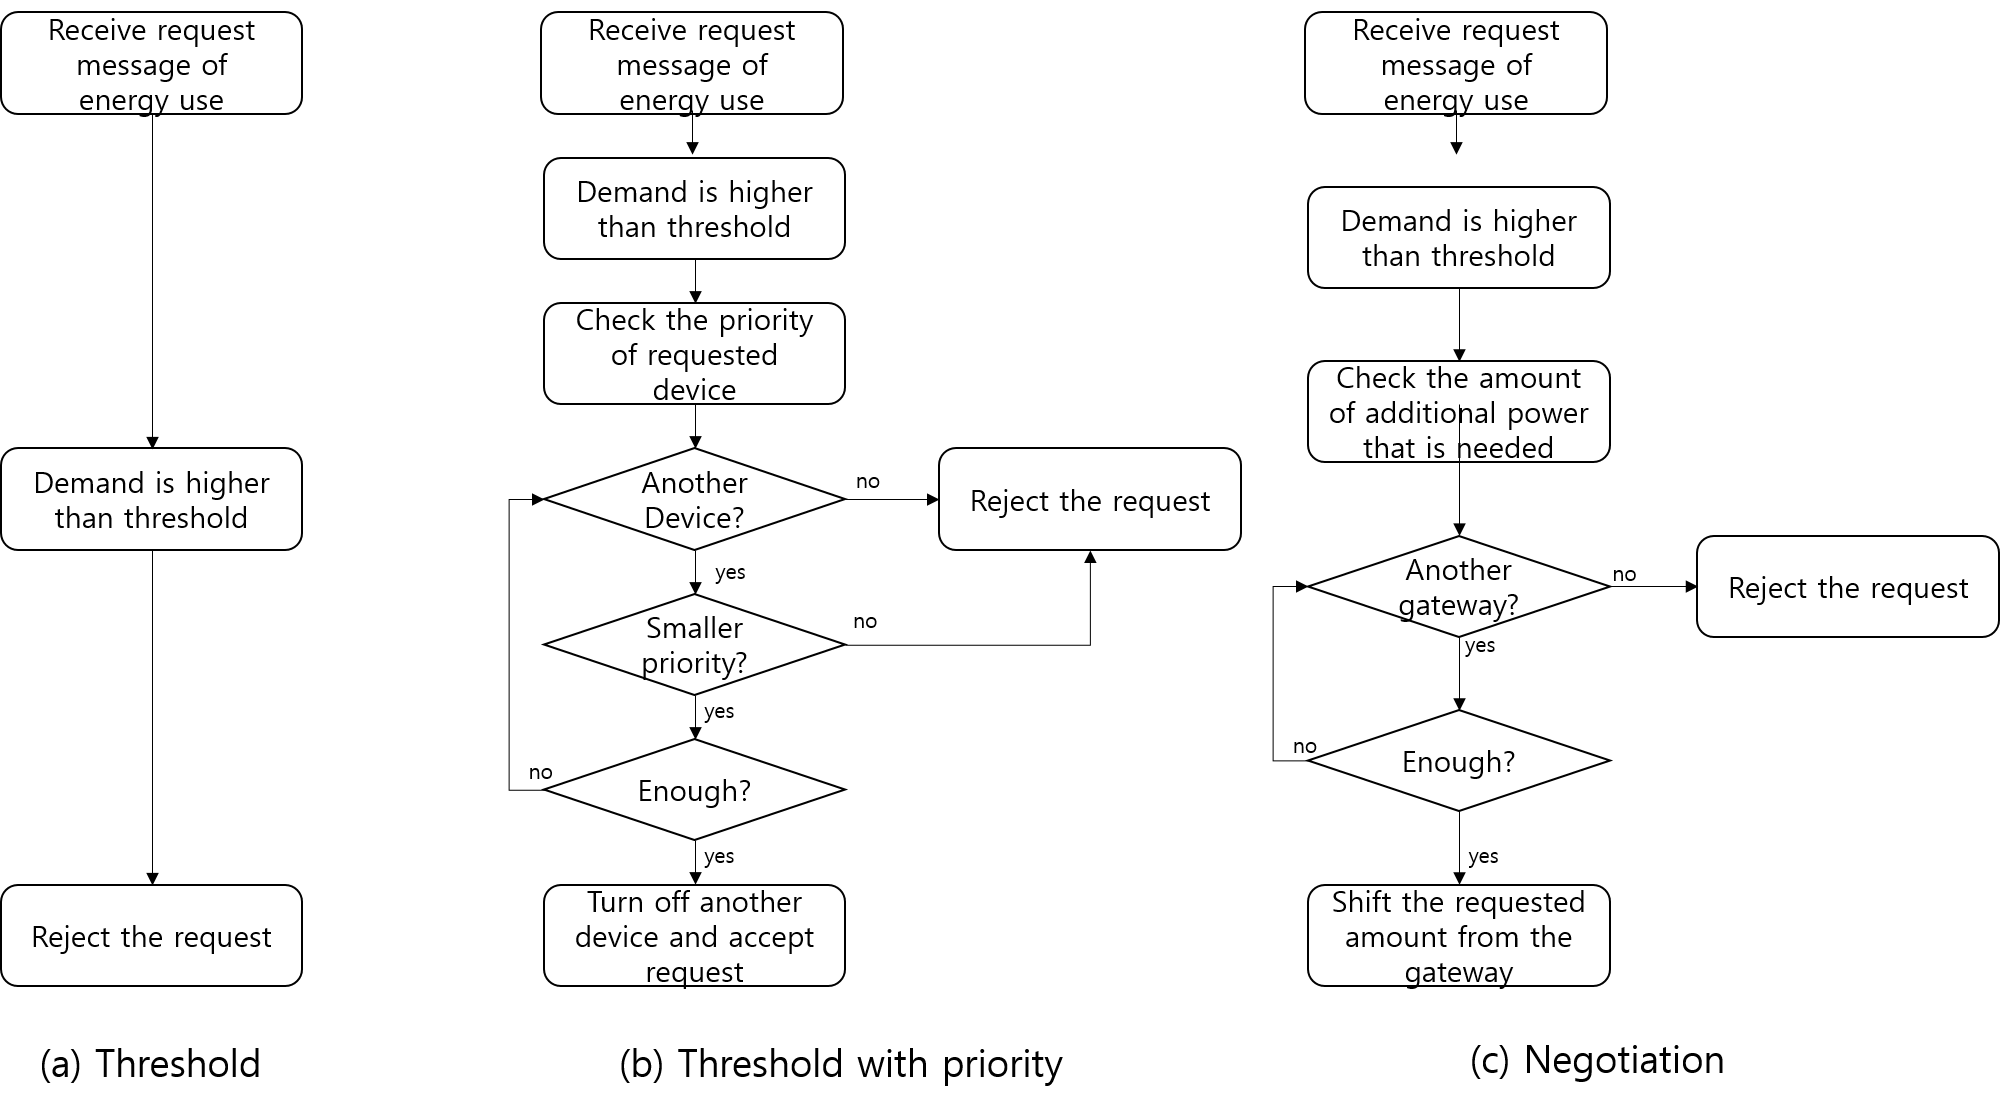 Receive request
message of
energy use
Demand is higher
than threshold
Reject the request
(a) Threshold
Receive request
message of
energy use
Demand is higher
than threshold
Check the priority
of requested
device
Another
Device?
no
Reject the request
yes
Smaller
priority?
no
yes
Enough?
no
yes
Turn off another
device and accept
request
(b) Threshold with priority
Receive request
message of
energy use
Demand is higher
than threshold
Check the amount
of additional power
that is needed
Another
gateway?
no
Reject the request
yes
Enough?
no
yes
Shift the requested
amount from the
gateway
(c) Negotiation